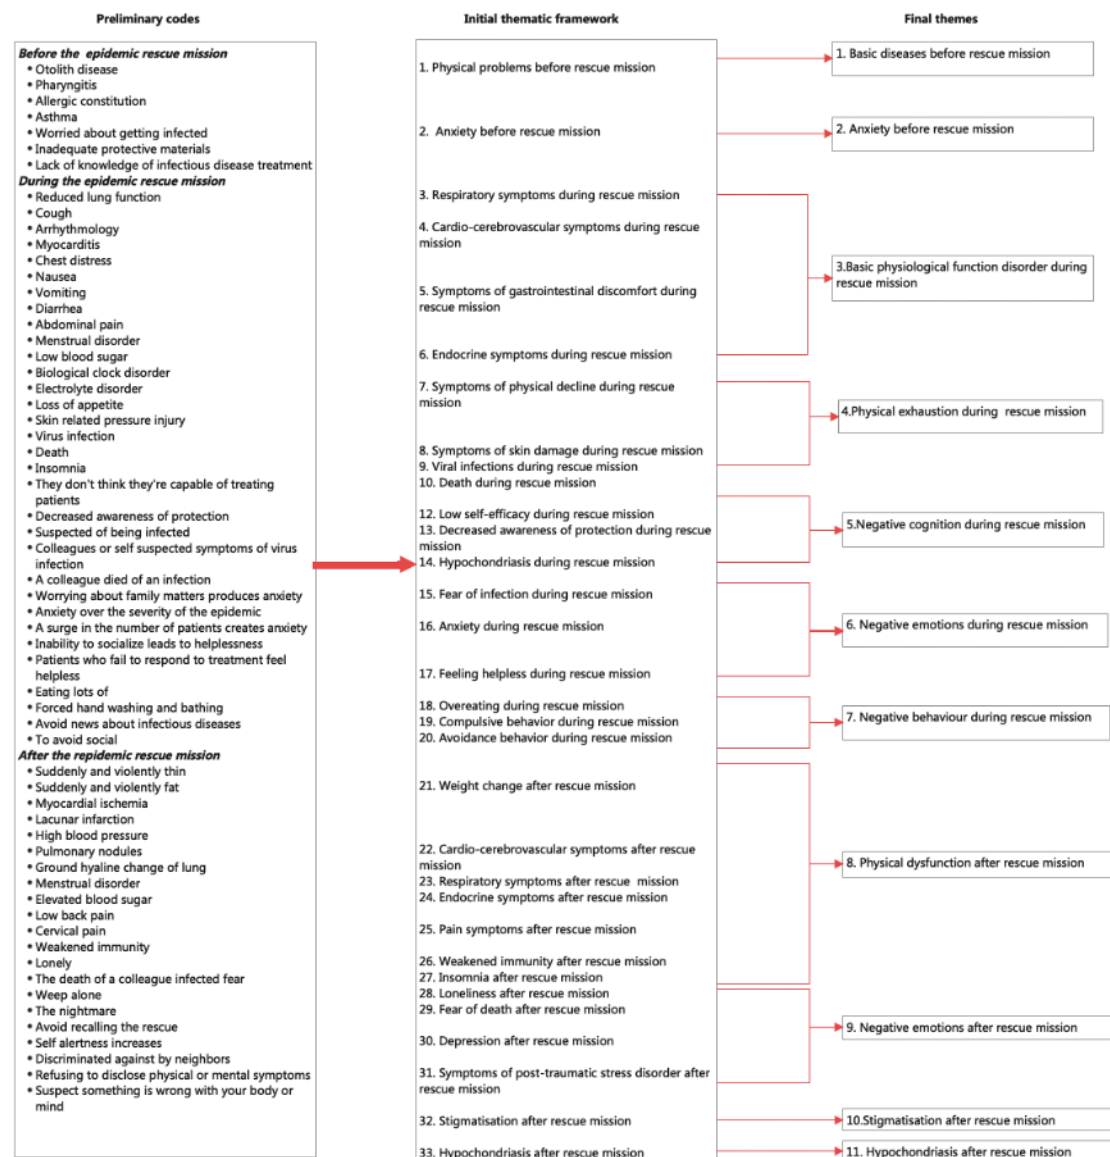 Preliminary codes
Before the epidemic rescue mission
• Otolith disease
• Pharyngitis
• Allergic constitution
• Asthma
• Worried about getting infected
• Inadequate protective materials
• Lack of knowledge of infectious disease treatment
During the epidemic rescue mission
• Reduced lung function
• Cough
• Arrhythmology
• Myocarditis
• Chest distress
• Nausea
• Vomiting
• Diarrhea
• Abdominal pain
• Menstrual disorder
• Low blood sugar
• Biological clock disorder
• Electrolyte disorder
• Loss of appetite
• Skin related pressure injury
• Virus infection
• Death
• Insomnia
• They don't think they're capable of treating
patients
• Decreased awareness of protection
• Suspected of being infected
• Colleagues or self suspected symptoms of virus
infection
• A colleague died of an infection
• Worrying about family matters produces anxiety
• Anxiety over the severity of the epidemic
• A surge in the number of patients creates anxiety
• Inability to socialize leads to helplessness
• Patients who fail to respond to treatment feel
helpless
• Eating lots of
• Forced hand washing and bathing
• Avoid news about infectious diseases
• To avoid social
After the repidemic rescue mission
• Suddenly and violently thin
• Suddenly and violently fat
• Myocardial ischemia
• Lacunar infarction
• High blood pressure
• Pulmonary nodules
• Ground hyaline change of lung
• Menstrual disorder
• Elevated blood sugar
• Low back pain
• Cervical pain
• Weakened immunity
• Lonely
• The death of a colleague infected fear
• Weep alone
• The nightmare
• Avoid recalling the rescue
• Self alertness increases
• Discriminated against by neighbors
• Refusing to disclose physical or mental symptoms
• Suspect something is wrong with your body or
mind
Initial thematic framework
1. Physical problems before rescue mission
2. Anxiety before rescue mission
3. Respiratory symptoms during rescue mission
4. Cardio-cerebrovascular symptoms during rescue
mission
5. Symptoms of gastrointestinal discomfort during
rescue mission
6. Endocrine symptoms during rescue mission
7. Symptoms of physical decline during rescue
mission
8. Symptoms of skin damage during rescue mission
9. Viral infections during rescue mission
10. Death during rescue mission
12. Low self-efficacy during rescue mission
13. Decreased awareness of protection during rescue
mission
14. Hypochondriasis during rescue mission
15. Fear of infection during rescue mission
16. Anxiety during rescue mission
17. Feeling helpless during rescue mission
18. Overeating during rescue mission
19. Compulsive behavior during rescue mission
20. Avoidance behavior during rescue mission
21. Weight change after rescue mission
22. Cardio-cerebrovascular symptoms after rescue
mission
23. Respiratory symptoms after rescue mission
24. Endocrine symptoms after rescue mission
25. Pain symptoms after rescue mission
26. Weakened immunity after rescue mission
27. Insomnia after rescue mission
28. Loneliness after rescue mission
29. Fear of death after rescue mission
30. Depression after rescue mission
31. Symptoms of post-traumatic stress disorder after
rescue mission
32. Stigmatisation after rescue mission
33. Hypochondriasis after rescue mission
Final themes
1. Basic diseases before rescue mission
2. Anxiety before rescue mission
3.Basic physiological function disorder during
rescue mission
4.Physical exhaustion during rescue mission
5.Negative cognition during rescue mission
6. Negative emotions during rescue mission
7. Negative behaviour during rescue mission
8. Physical dysfunction after rescue mission
9. Negative emotions after rescue mission
10.Stigmatisation after rescue mission
11. Hypochondriasis after rescue mission